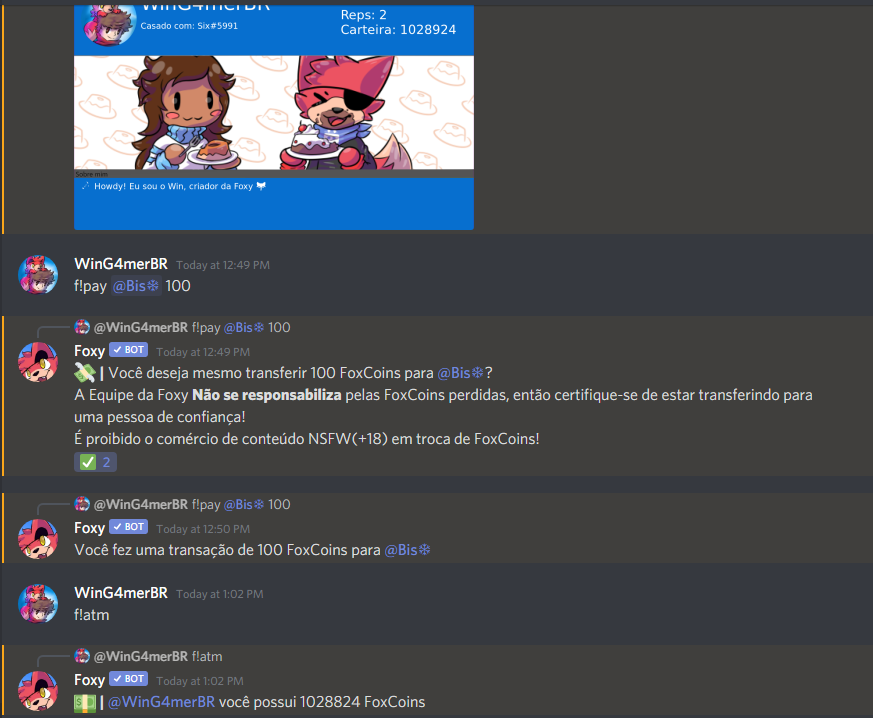 WinG4merBR
Casado com: Six#5991
Reps: 2
Carteira: 1028924
Sobre mim
Howdy! Eu sou o Win, criador da Foxy
WinG4merBR Today at 12:49 PM
f!pay @Bis❄ 100
@WinG4merBR f!pay @Bis❄ 100
Foxy ✓ BOT Today at 12:49 PM
| Você deseja mesmo transferir 100 FoxCoins para @Bis❄?
A Equipe da Foxy Não se responsabiliza pelas FoxCoins perdidas, então certifique-se de estar transferindo para
uma pessoa de confiança!
É proibido o comércio de conteúdo NSFW(+18) em troca de FoxCoins!
✅ 2
@WinG4merBR f!pay @Bis❄ 100
Foxy ✓ BOT Today at 12:50 PM
Você fez uma transação de 100 FoxCoins para @Bis❄
WinG4merBR Today at 1:02 PM
f!atm
@WinG4merBR f!atm
Foxy ✓ BOT Today at 1:02 PM
| @WinG4merBR você possui 1028824 FoxCoins